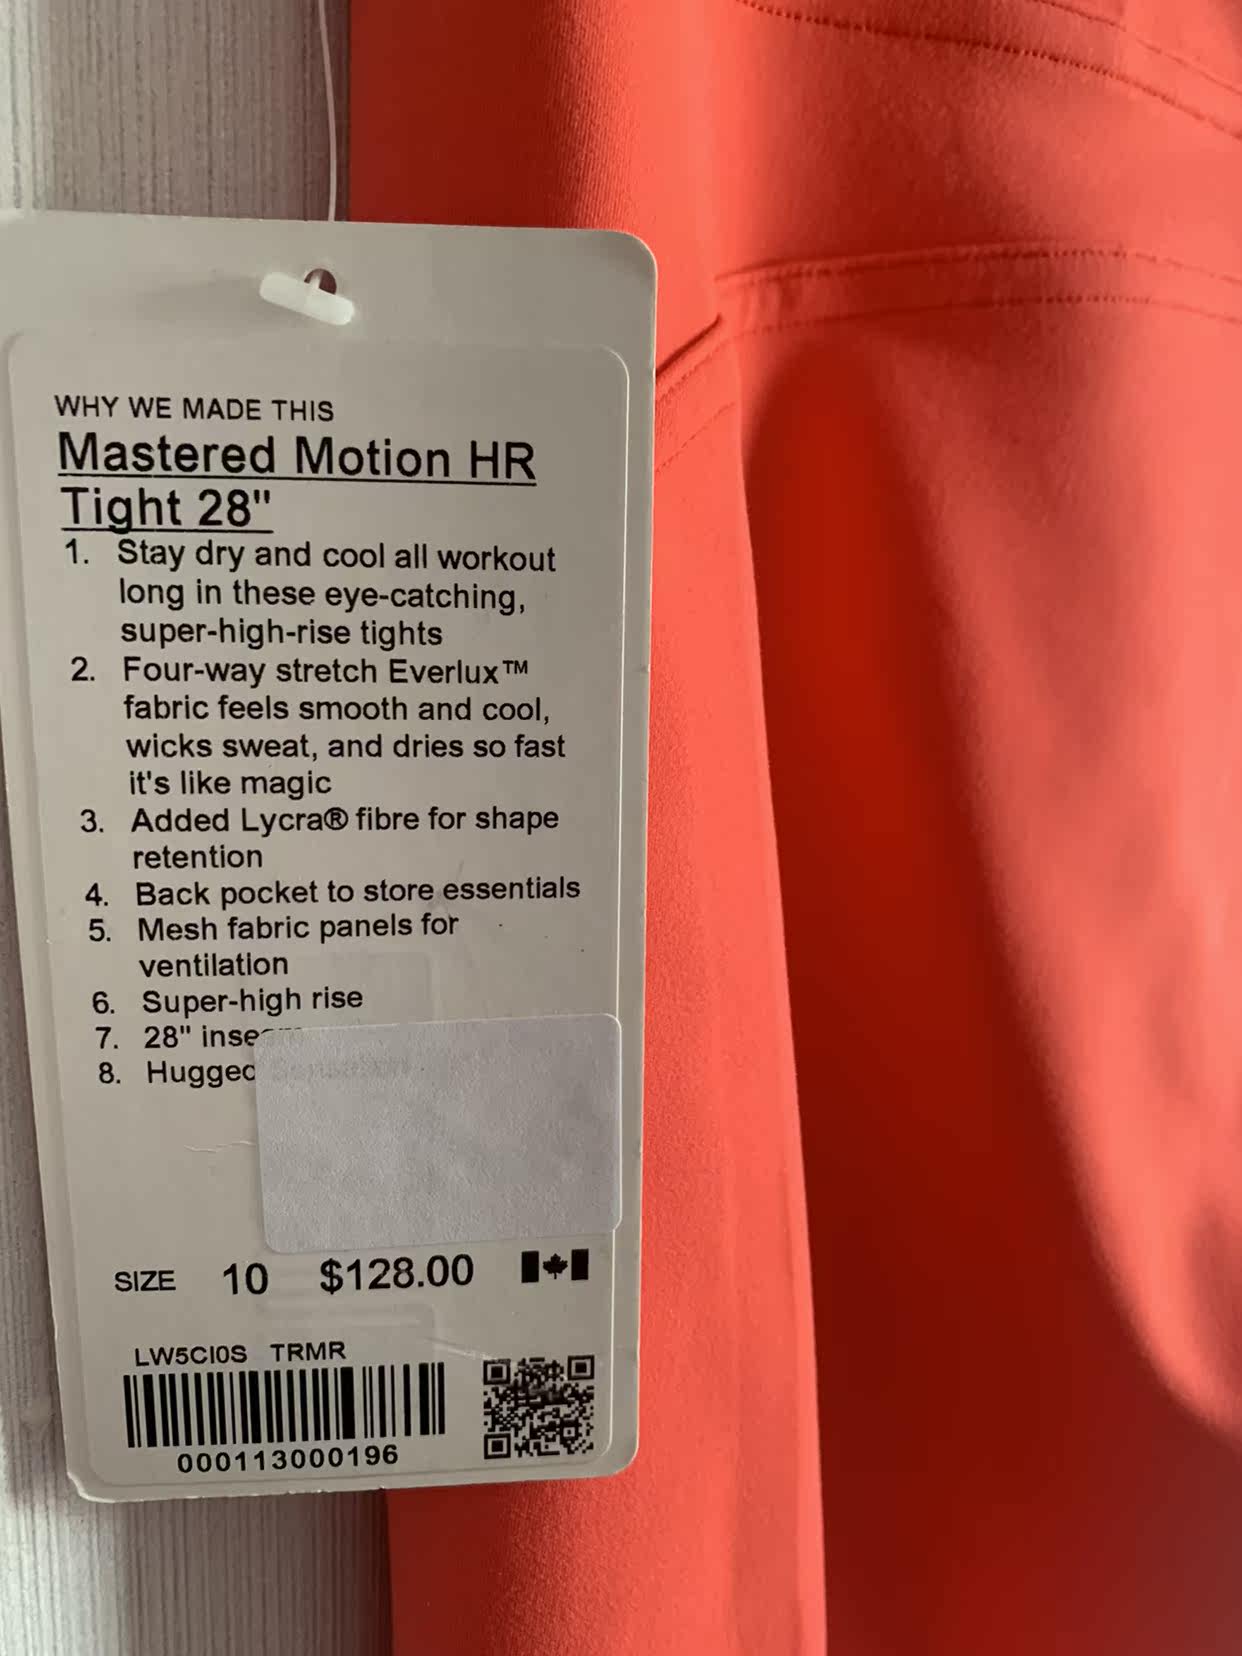 WHY WE MADE THIS
Mastered Motion HR
Tight 28"
1. Stay dry and cool all workout
long in these eye-catching,
super-high-rise tights
2. Four-way stretch Everlux™
fabric feels smooth and cool,
wicks sweat, and dries so fast
it's like magic
3. Added Lycra® fibre for shape
retention
4. Back pocket to store essentials
5. Mesh fabric panels for
ventilation
6. Super-high rise
7. 28" inseam
8. Hugged Sensation
SIZE 10 $128.00
LW5CI0S TRMR
000113000196